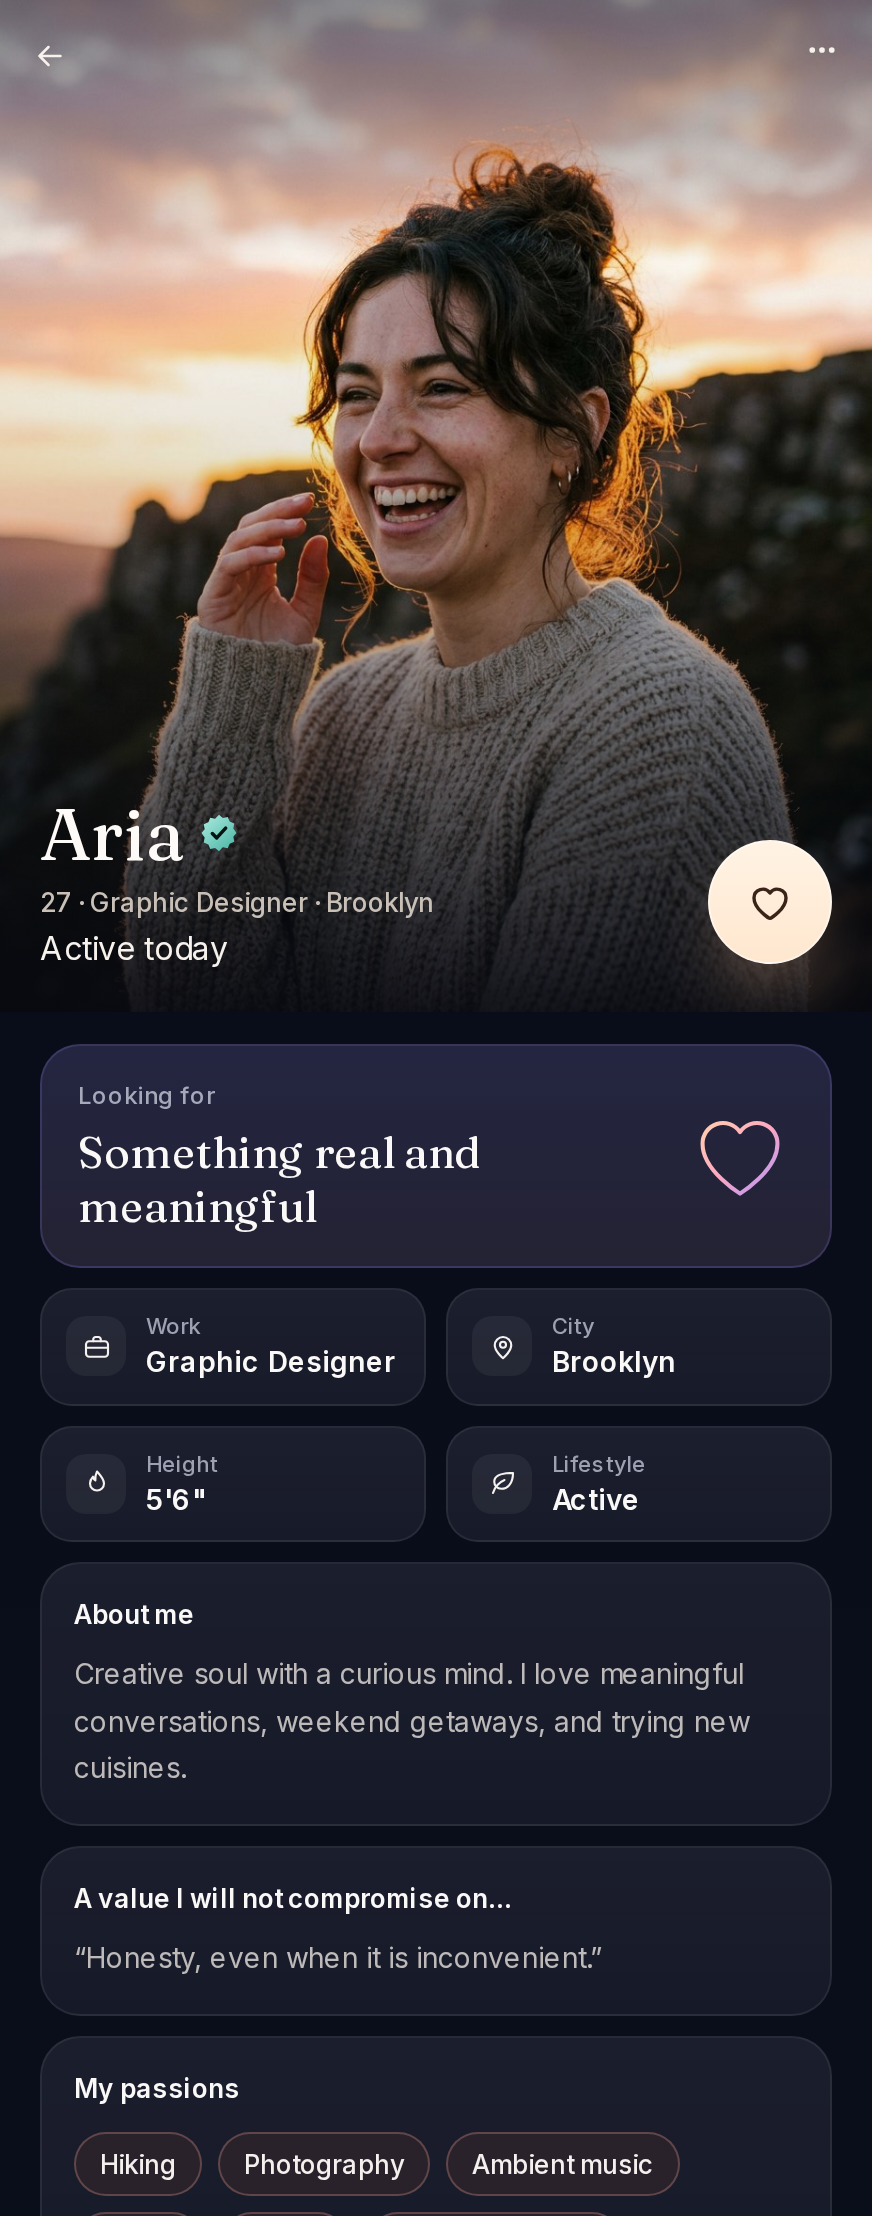 Aria
27 · Graphic Designer · Brooklyn
Active today
Looking for
Something real and
meaningful
Work
Graphic Designer
City
Brooklyn
Height
5'6"
Lifestyle
Active
About me
Creative soul with a curious mind. I love meaningful
conversations, weekend getaways, and trying new
cuisines.
A value I will not compromise on...
“Honesty, even when it is inconvenient.”
My passions
Hiking
Photography
Ambient music